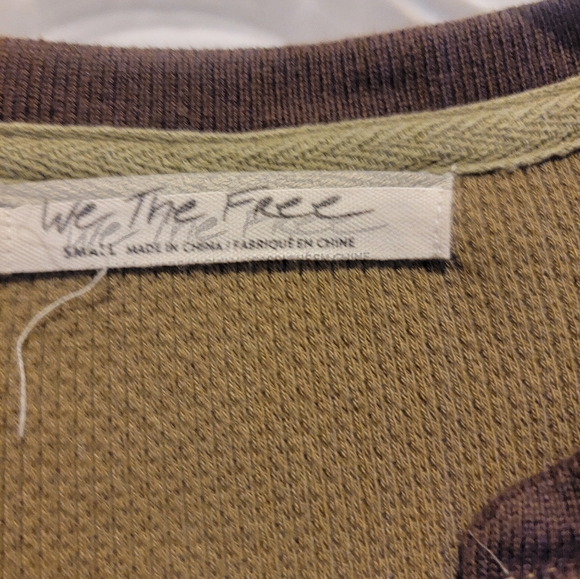 We The Free
SMALL MADE IN CHINA / FABRIQUÉ EN CHINE